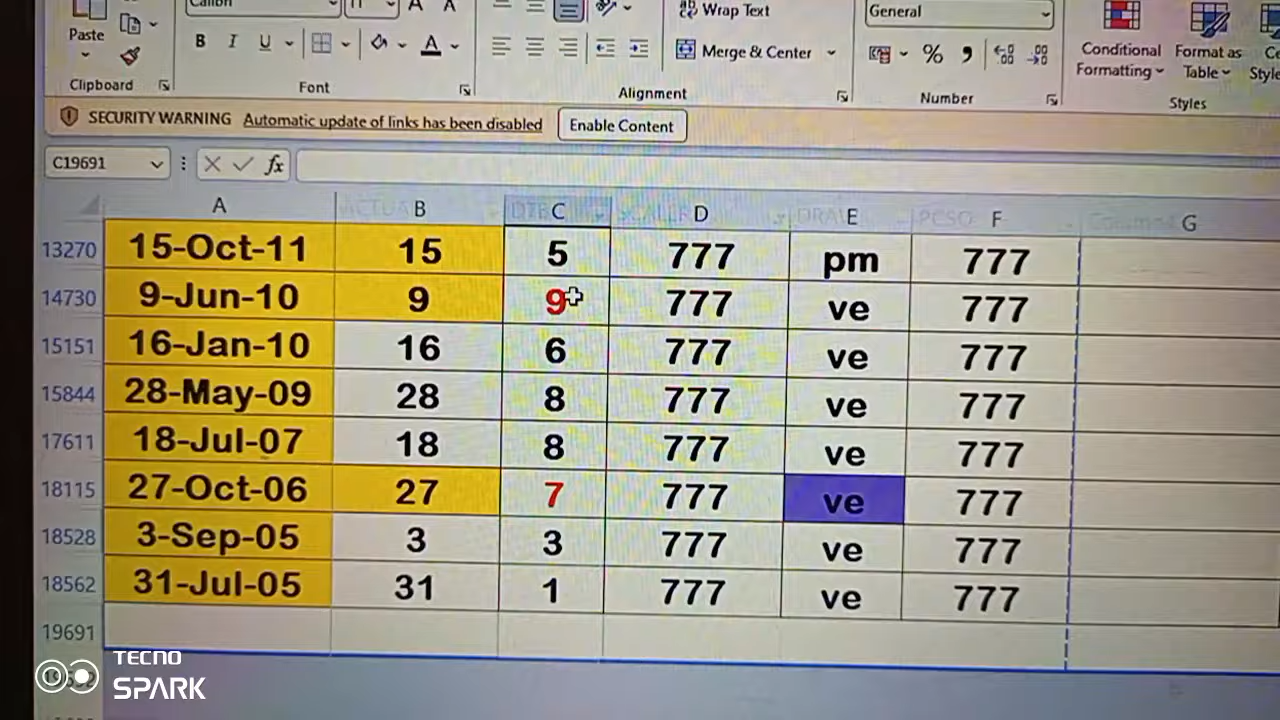 Calibri 11 A A Wrap Text General
Paste B I U A Merge & Center % Conditional Format as
Formatting Table Style
Clipboard Font Alignment Number Styles
SECURITY WARNING Automatic update of links has been disabled Enable Content
C19691 fx
A B C D E F G
13270 15-Oct-11 15 5 777 pm 777
14730 9-Jun-10 9 9 777 ve 777
15151 16-Jan-10 16 6 777 ve 777
15844 28-May-09 28 8 777 ve 777
17611 18-Jul-07 18 8 777 ve 777
18115 27-Oct-06 27 7 777 ve 777
18528 3-Sep-05 3 3 777 ve 777
18562 31-Jul-05 31 1 777 ve 777
19691
TECNO
SPARK